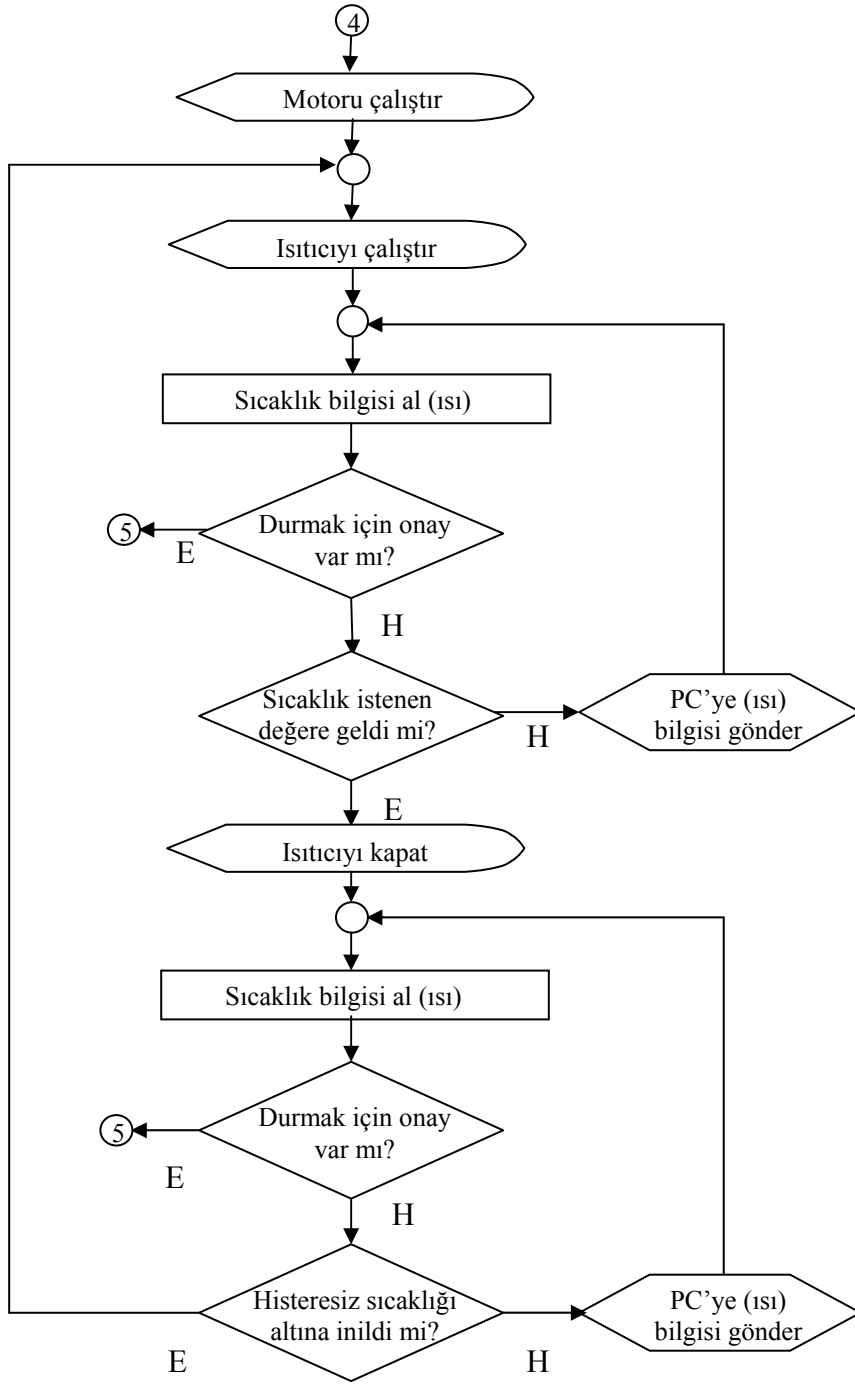 4
Motoru çalıştır
Isıtıcıyı çalıştır
Sıcaklık bilgisi al (ısı)
Durmak için onay
var mı?
5
E
H
Sıcaklık istenen
değere geldi mi?
H
PC’ye (ısı)
bilgisi gönder
E
Isıtıcıyı kapat
Sıcaklık bilgisi al (ısı)
Durmak için onay
var mı?
5
E
H
Histeresiz sıcaklığı
altına inildi mi?
E
H
PC’ye (ısı)
bilgisi gönder